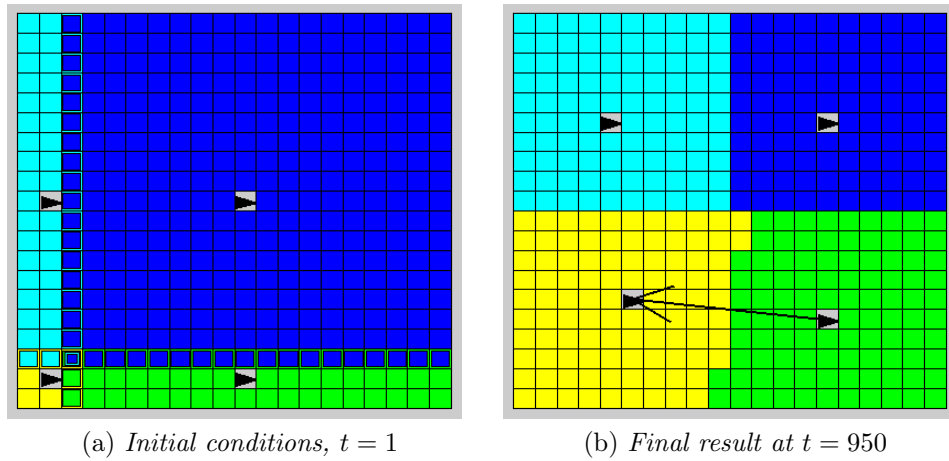 (a) Initial conditions, t = 1
(b) Final result at t = 950